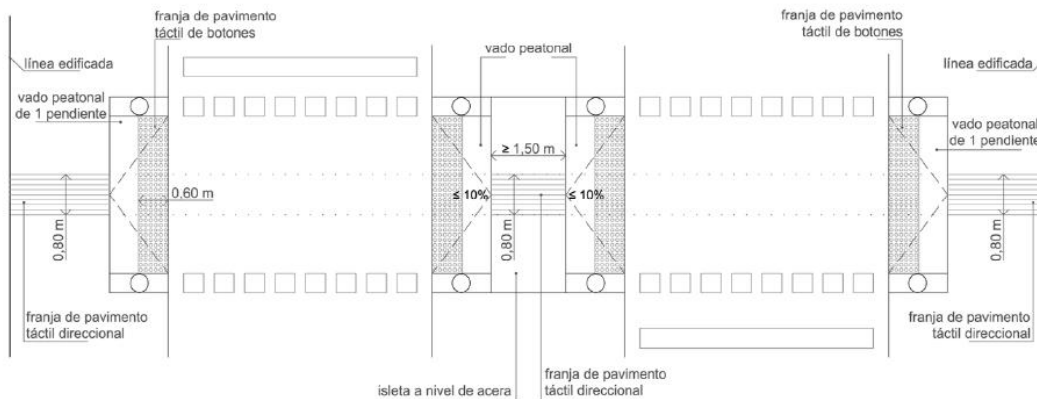 franja de pavimento
táctil de botones
línea edificada
vado peatonal
de 1 pendiente
0,80 m
0,60 m
franja de pavimento
táctil direccional
vado peatonal
≥ 1,50 m
≤ 10%
≤ 10%
0,80 m
isleta a nivel de acera
franja de pavimento
táctil direccional
franja de pavimento
táctil de botones
línea edificada
vado peatonal
de 1 pendiente
0,80 m
franja de pavimento
táctil direccional